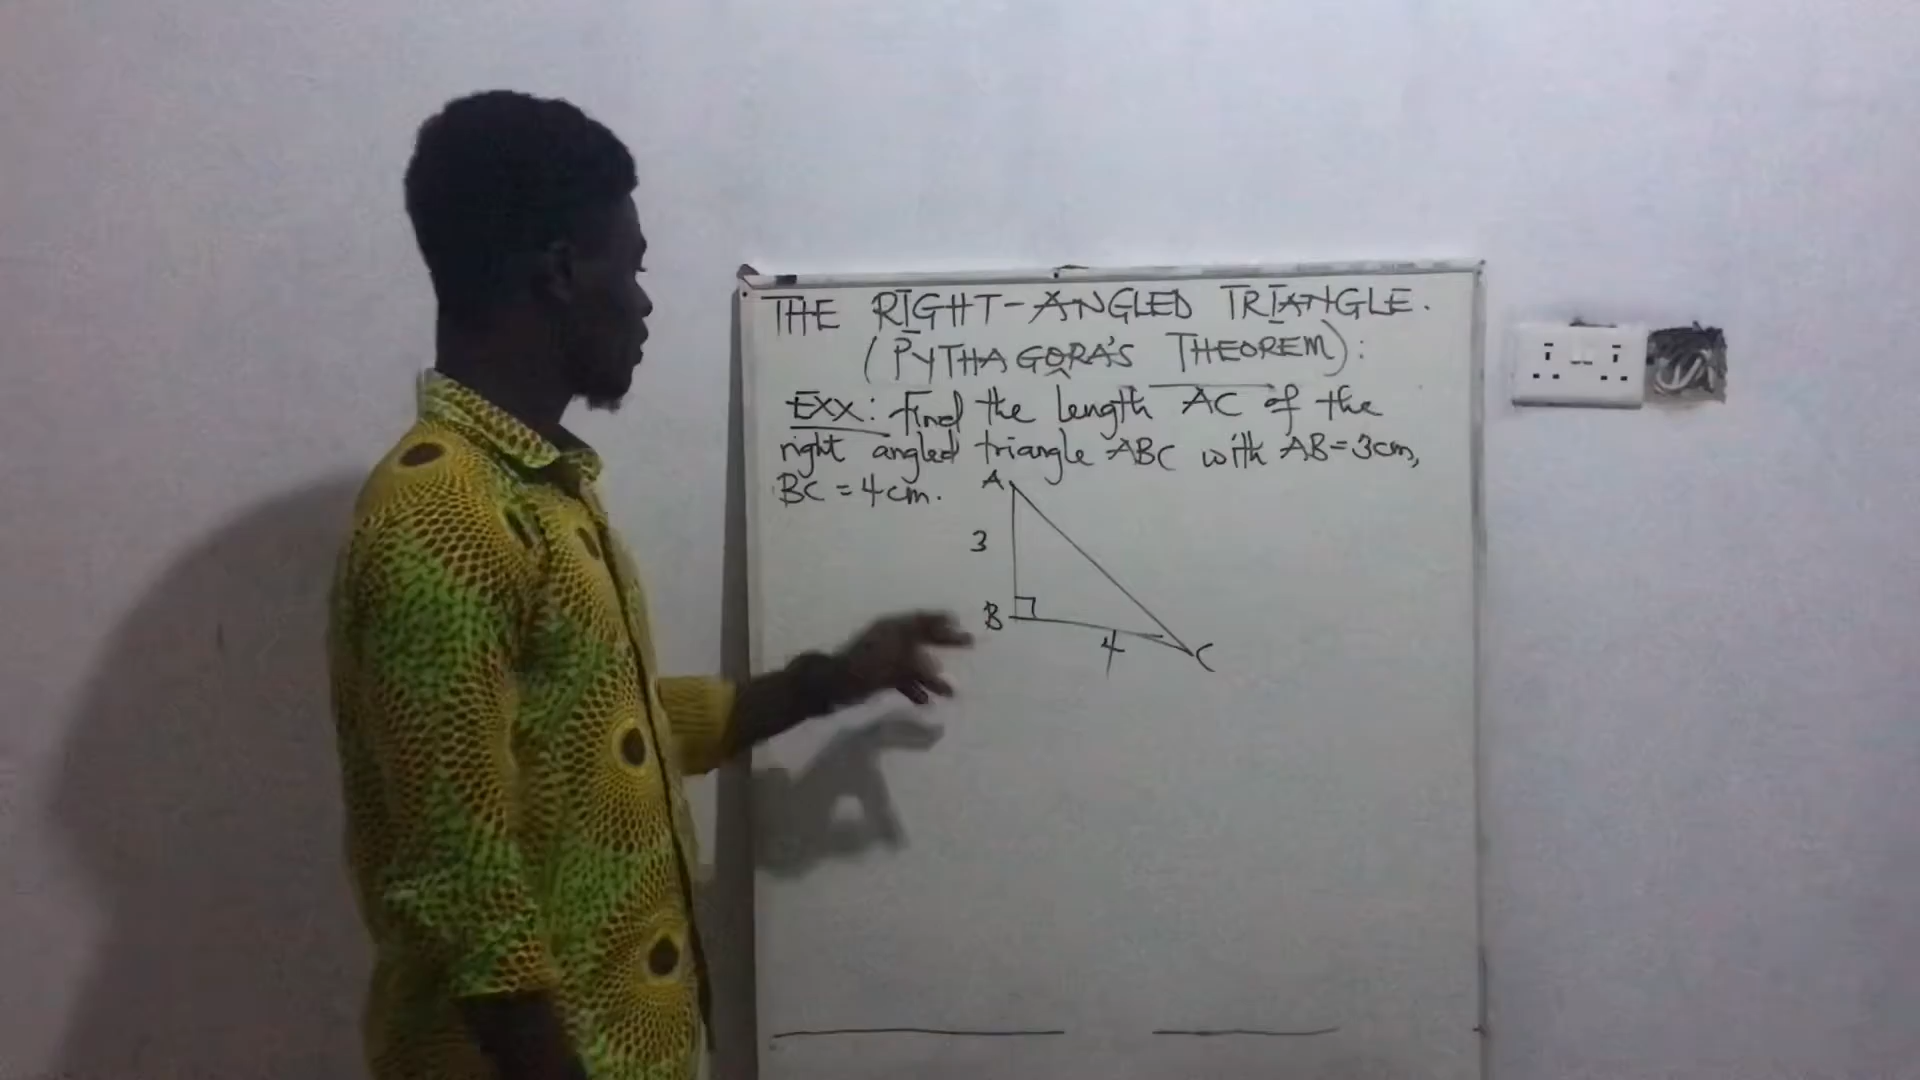 THE RIGHT-ANGLED TRIANGLE.
(PYTHAGORA'S THEOREM):
EXX: find the length AC of the
right angled triangle ABC with AB=3cm,
BC = 4cm.
A
3
B
4
C